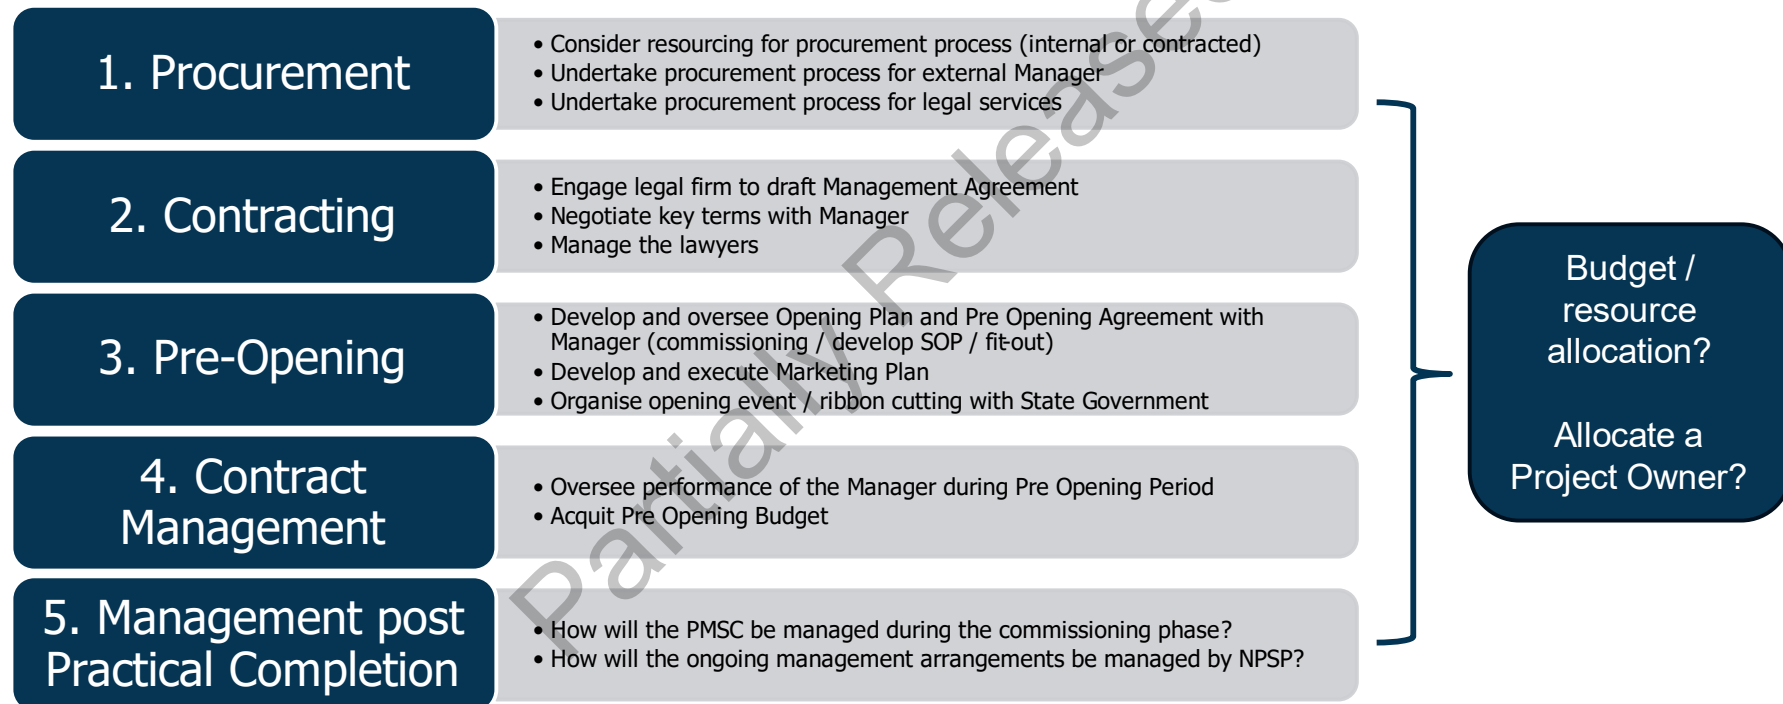 1. Procurement
• Consider resourcing for procurement process (internal or contracted)
• Undertake procurement process for external Manager
• Undertake procurement process for legal services
2. Contracting
• Engage legal firm to draft Management Agreement
• Negotiate key terms with Manager
• Manage the lawyers
3. Pre-Opening
• Develop and oversee Opening Plan and Pre Opening Agreement with
Manager (commissioning / develop SOP / fit-out)
• Develop and execute Marketing Plan
• Organise opening event / ribbon cutting with State Government
4. Contract
Management
• Oversee performance of the Manager during Pre Opening Period
• Acquit Pre Opening Budget
5. Management post
Practical Completion
• How will the PMSC be managed during the commissioning phase?
• How will the ongoing management arrangements be managed by NPSP?
Budget /
resource
allocation?
Allocate a
Project Owner?
Partially Released